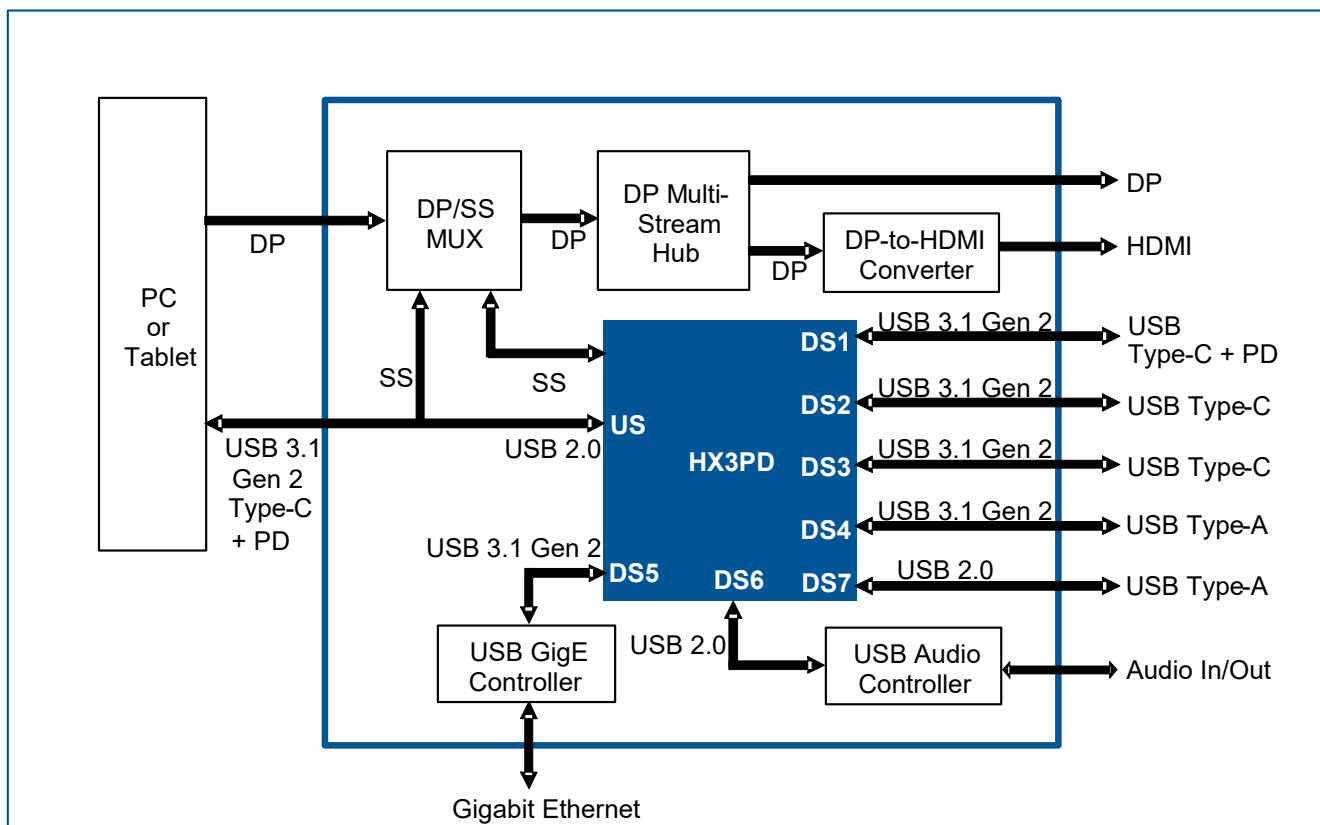 PC
or
Tablet
DP
DP/SS
MUX
DP
DP Multi-
Stream
Hub
DP
DP-to-HDMI
Converter
DP
HDMI
SS
SS
USB 3.1
Gen 2
Type-C
+ PD
USB 2.0
US
HX3PD
DS1
USB 3.1 Gen 2
USB
Type-C + PD
DS2
USB 3.1 Gen 2
USB Type-C
DS3
USB 3.1 Gen 2
USB Type-C
DS4
USB 3.1 Gen 2
USB Type-A
DS7
USB 2.0
USB Type-A
USB 3.1 Gen 2
DS5
DS6
USB 2.0
USB GigE
Controller
USB Audio
Controller
Audio In/Out
Gigabit Ethernet